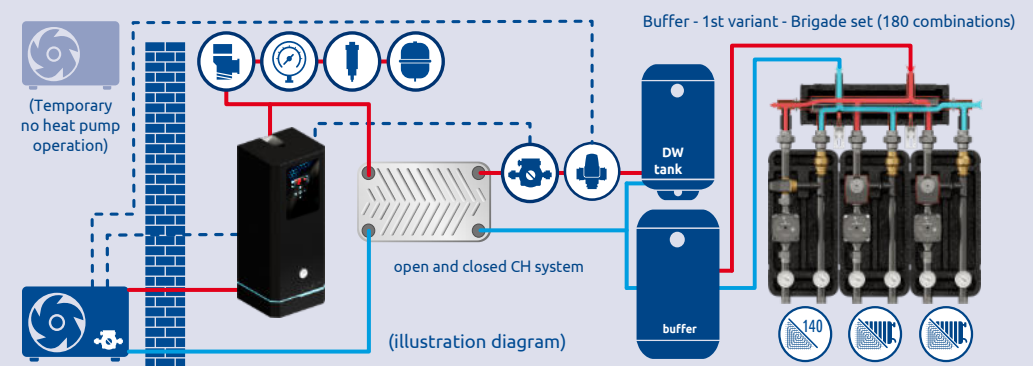 Buffer - 1st variant - Brigade set (180 combinations)
(Temporary
no heat pump
operation)
DW
tank
open and closed CH system
buffer
140
(illustration diagram)